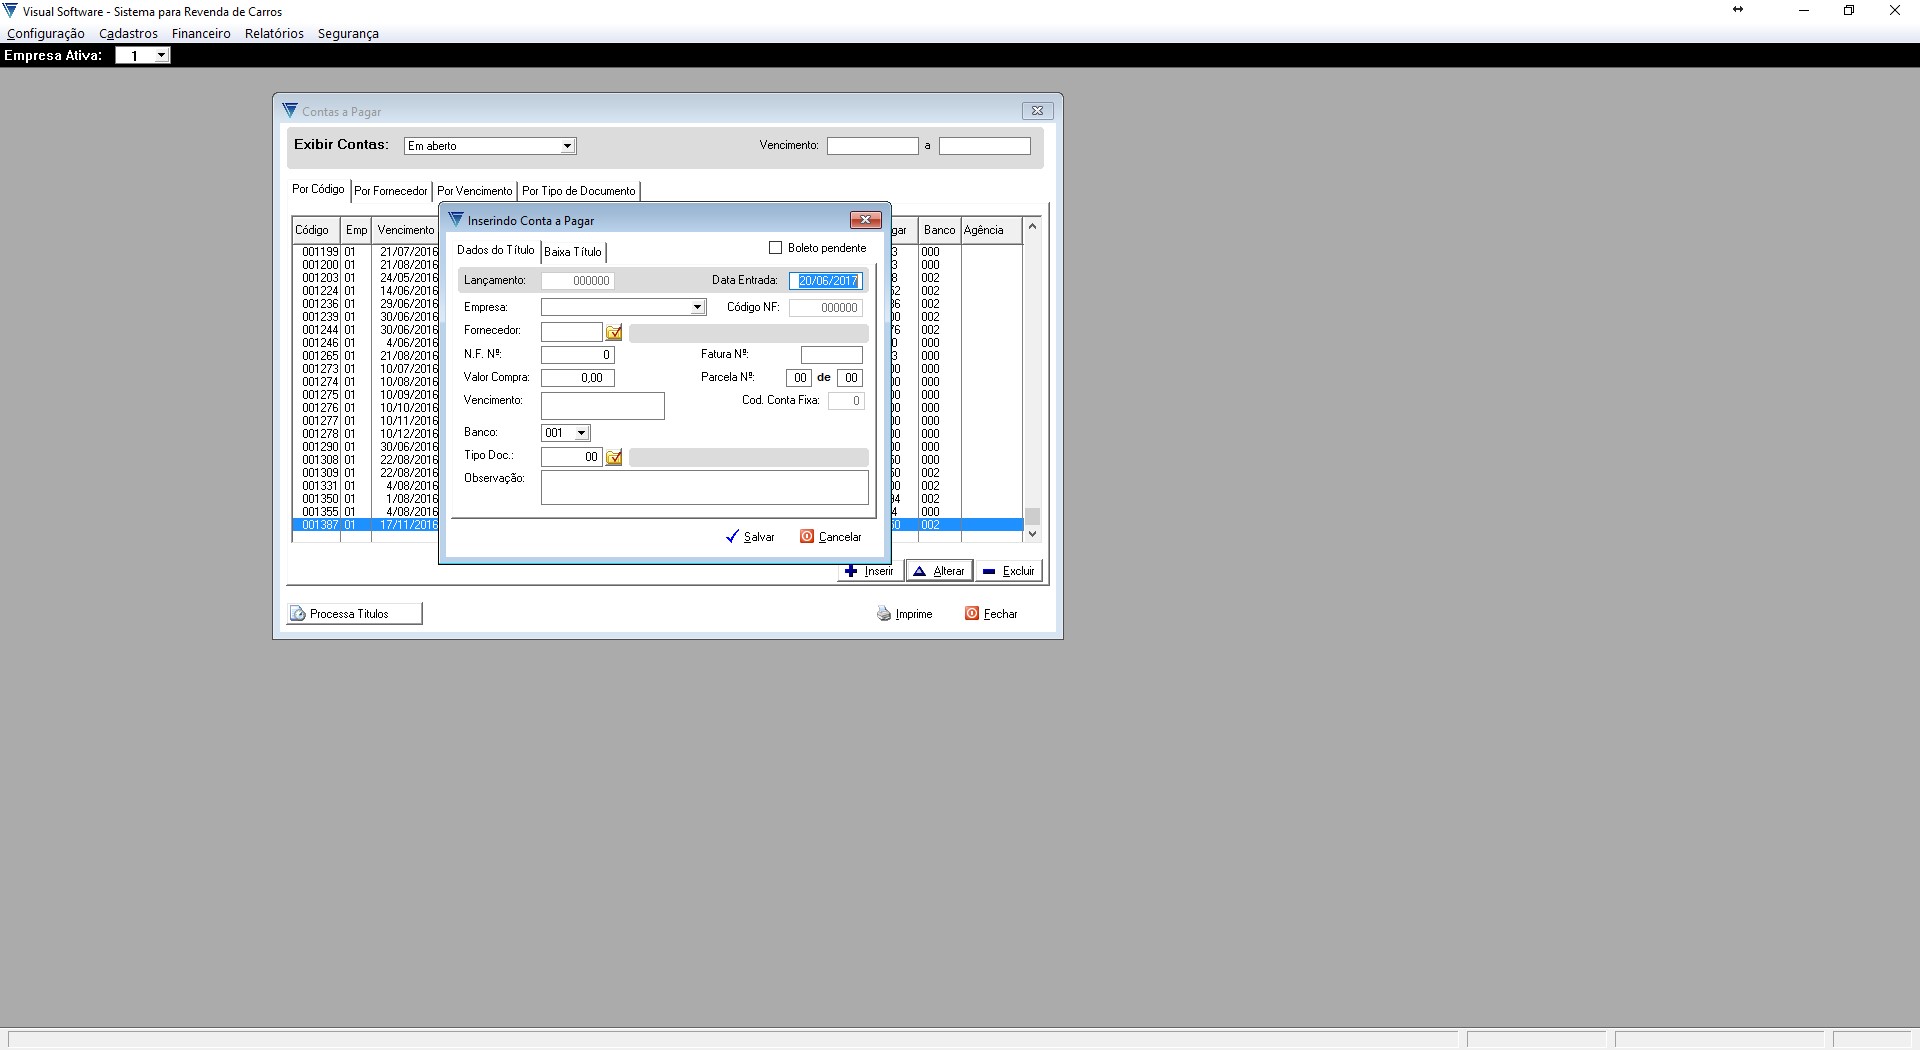 Visual Software - Sistema para Revenda de Carros
Configuração Cadastros Financeiro Relatórios Segurança
Empresa Ativa: 1
Contas a Pagar
Exibir Contas: Em aberto Vencimento: a
Por Código Por Fornecedor Por Vencimento Por Tipo de Documento
Código Emp Vencimento gar Banco Agência
001199 01 21/07/2016 3 000
001200 01 21/08/2016 3 000
001203 01 24/05/2016 8 002
001224 01 14/06/2016 52 002
001236 01 29/06/2016 36 002
001239 01 30/06/2016 00 002
001244 01 30/06/2016 76 002
001246 01 4/06/2016 0 000
001265 01 21/08/2016 3 000
001273 01 10/07/2016 00 000
001274 01 10/08/2016 00 000
001275 01 10/09/2016 00 000
001276 01 10/10/2016 00 000
001277 01 10/11/2016 00 000
001278 01 10/12/2016 00 000
001290 01 30/06/2016 00 000
001308 01 22/08/2016 50 000
001309 01 22/08/2016 50 002
001331 01 4/08/2016 00 002
001350 01 1/08/2016 94 002
001355 01 4/08/2016 4 000
001387 01 17/11/2016 50 002
Inserindo Conta a Pagar
Dados do Título Baixa Título Boleto pendente
Lançamento: 000000 Data Entrada: 20/06/2017
Empresa: Código NF: 000000
Fornecedor:
N.F. Nº: 0 Fatura Nº:
Valor Compra: 0,00 Parcela Nº: 00 de 00
Vencimento: Cod. Conta Fixa: 0
Banco: 001
Tipo Doc.: 00
Observação:
Salvar Cancelar
Inserir Alterar Excluir
Processa Titulos Imprime Fechar